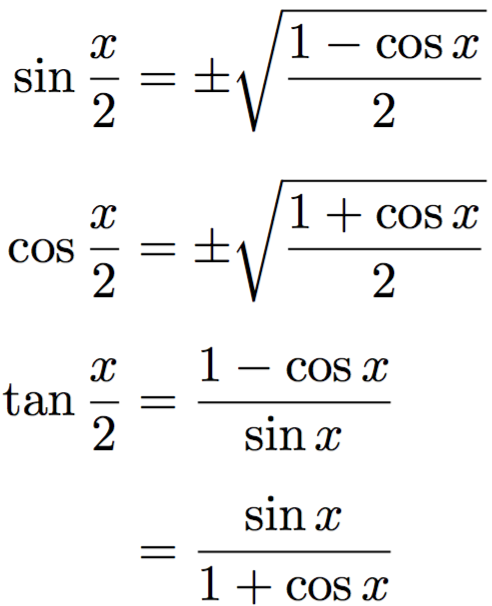 sin x/2 = ±√((1 − cos x)/2)
cos x/2 = ±√((1 + cos x)/2)
tan x/2 = (1 − cos x)/(sin x)
= (sin x)/(1 + cos x)